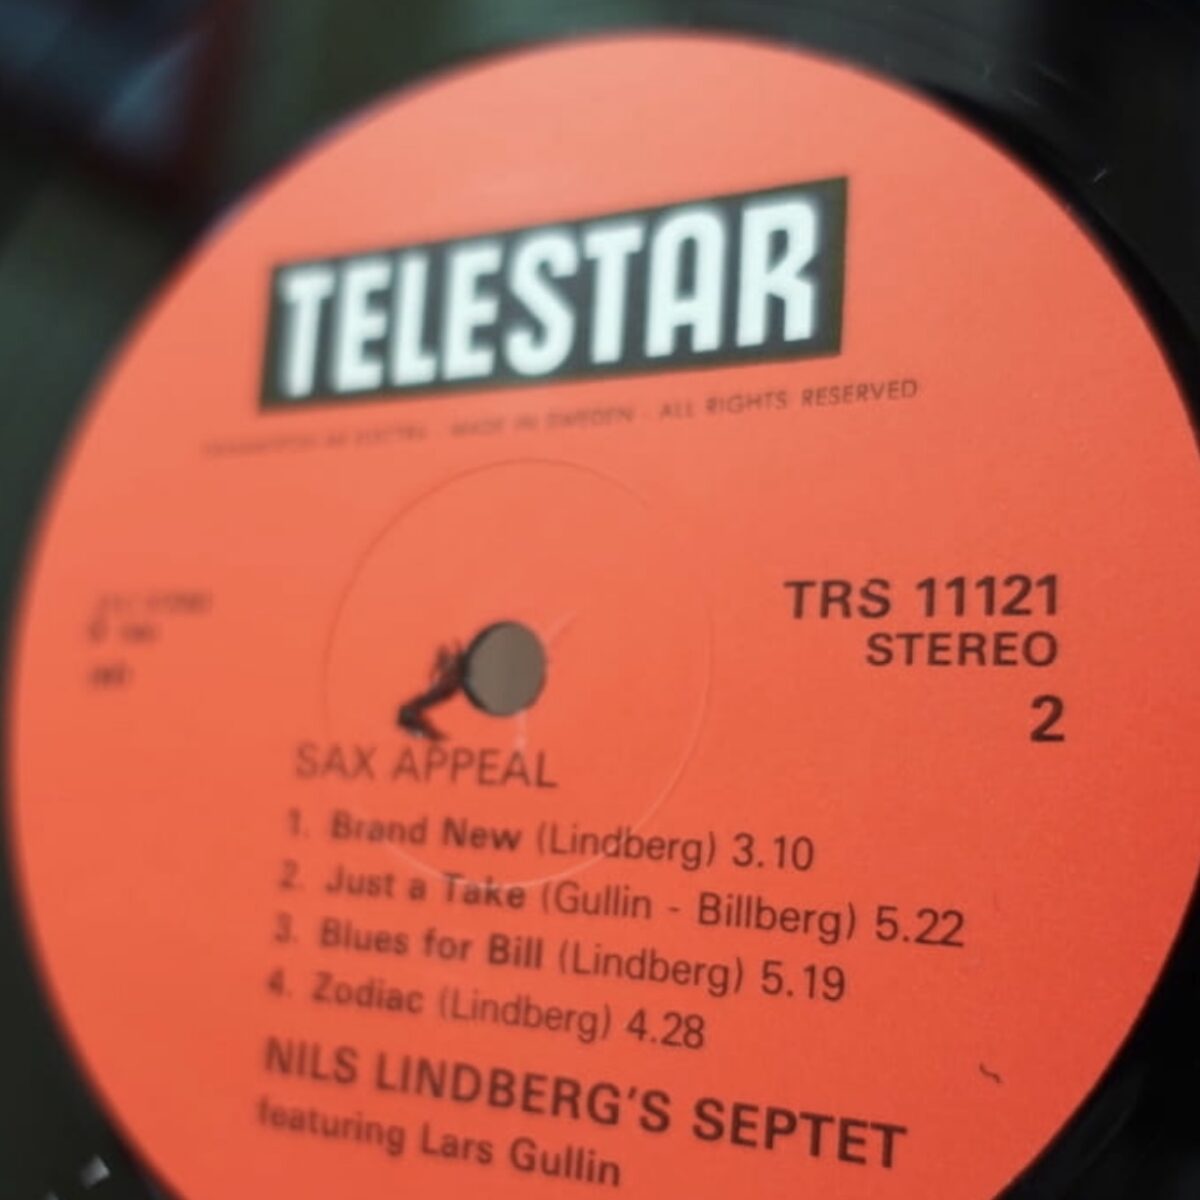 TELESTAR
MADE IN SWEDEN · ALL RIGHTS RESERVED
TRS 11121
STEREO
2
SAX APPEAL
1. Brand New (Lindberg) 3.10
2. Just a Take (Gullin - Billberg) 5.22
3. Blues for Bill (Lindberg) 5.19
4. Zodiac (Lindberg) 4.28
NILS LINDBERG'S SEPTET
featuring Lars Gullin